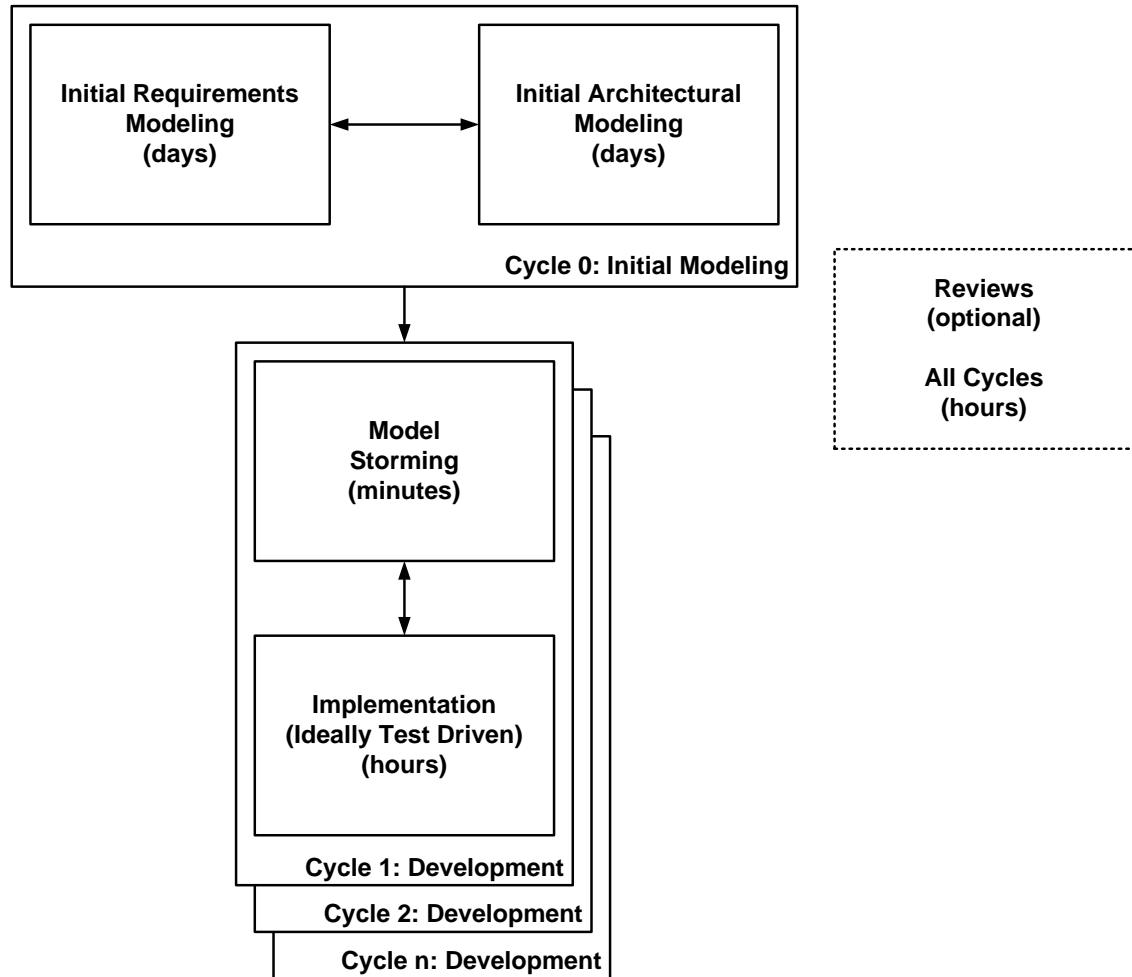 Initial Requirements
Modeling
(days)
Initial Architectural
Modeling
(days)
Cycle 0: Initial Modeling
Reviews
(optional)
All Cycles
(hours)
Model
Storming
(minutes)
Implementation
(Ideally Test Driven)
(hours)
Cycle 1: Development
Cycle 2: Development
Cycle n: Development